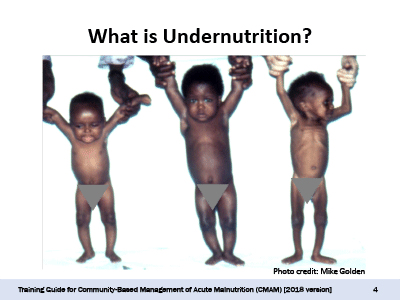 What is Undernutrition?
Photo credit: Mike Golden
Training Guide for Community-Based Management of Acute Malnutrition (CMAM) [2018 version]
4